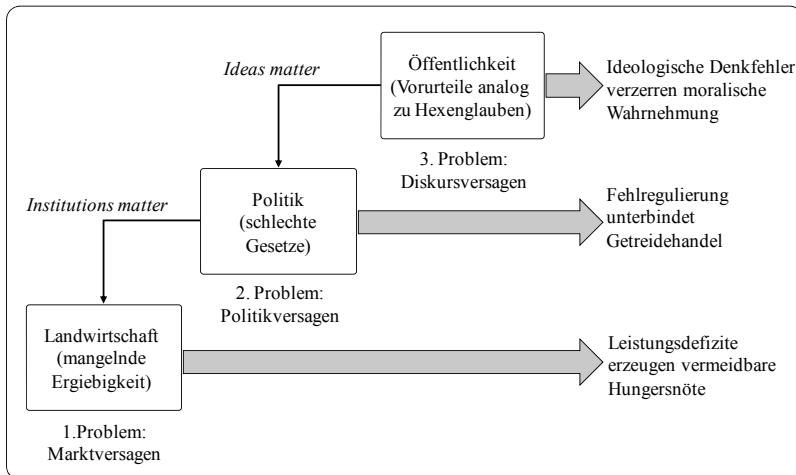 Öffentlichkeit
(Vorurteile analog
zu Hexenglauben)
Ideas matter
Ideologische Denkfehler
verzerren moralische
Wahrnehmung
3. Problem:
Diskursversagen
Politik
(schlechte
Gesetze)
Institutions matter
Fehlregulierung
unterbindet
Getreidehandel
2. Problem:
Politikversagen
Landwirtschaft
(mangelnde
Ergiebigkeit)
Leistungsdefizite
erzeugen vermeidbare
Hungersnöte
1.Problem:
Marktversagen